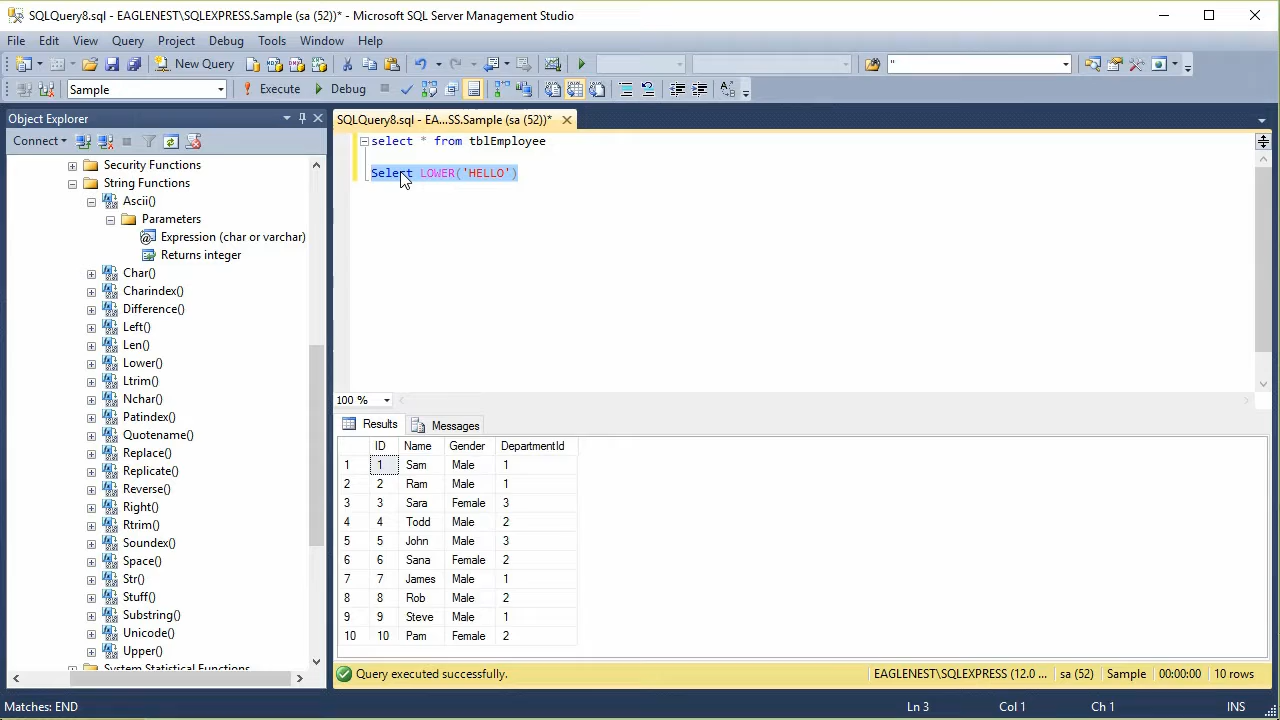 SQLQuery8.sql - EAGLENEST\SQLEXPRESS.Sample (sa (52))* - Microsoft SQL Server Management Studio
File Edit View Query Project Debug Tools Window Help
New Query "
Sample Execute Debug
Object Explorer
SQLQuery8.sql - EA...SS.Sample (sa (52))*
Connect
Security Functions
String Functions
Ascii()
Parameters
Expression (char or varchar)
Returns integer
Char()
Charindex()
Difference()
Left()
Len()
Lower()
Ltrim()
Nchar()
Patindex()
Quotename()
Replace()
Replicate()
Reverse()
Right()
Rtrim()
Soundex()
Space()
Str()
Stuff()
Substring()
Unicode()
Upper()
System Statistical Functions
select * from tblEmployee
Select LOWER('HELLO')
100 %
Results Messages
ID Name Gender DepartmentId
1 1 Sam Male 1
2 2 Ram Male 1
3 3 Sara Female 3
4 4 Todd Male 2
5 5 John Male 3
6 6 Sana Female 2
7 7 James Male 1
8 8 Rob Male 2
9 9 Steve Male 1
10 10 Pam Female 2
Query executed successfully. EAGLENEST\SQLEXPRESS (12.0 ... sa (52) Sample 00:00:00 10 rows
Matches: END Ln 3 Col 1 Ch 1 INS